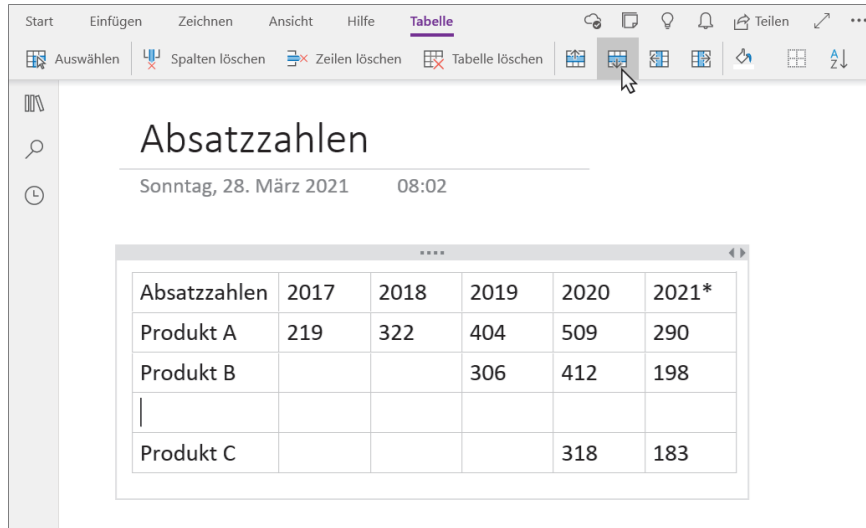 Start Einfügen Zeichnen Ansicht Hilfe Tabelle Teilen
Auswählen Spalten löschen Zeilen löschen Tabelle löschen A Z
Absatzzahlen
Sonntag, 28. März 2021 08:02
Absatzzahlen 2017 2018 2019 2020 2021*
Produkt A 219 322 404 509 290
Produkt B 306 412 198
Produkt C 318 183